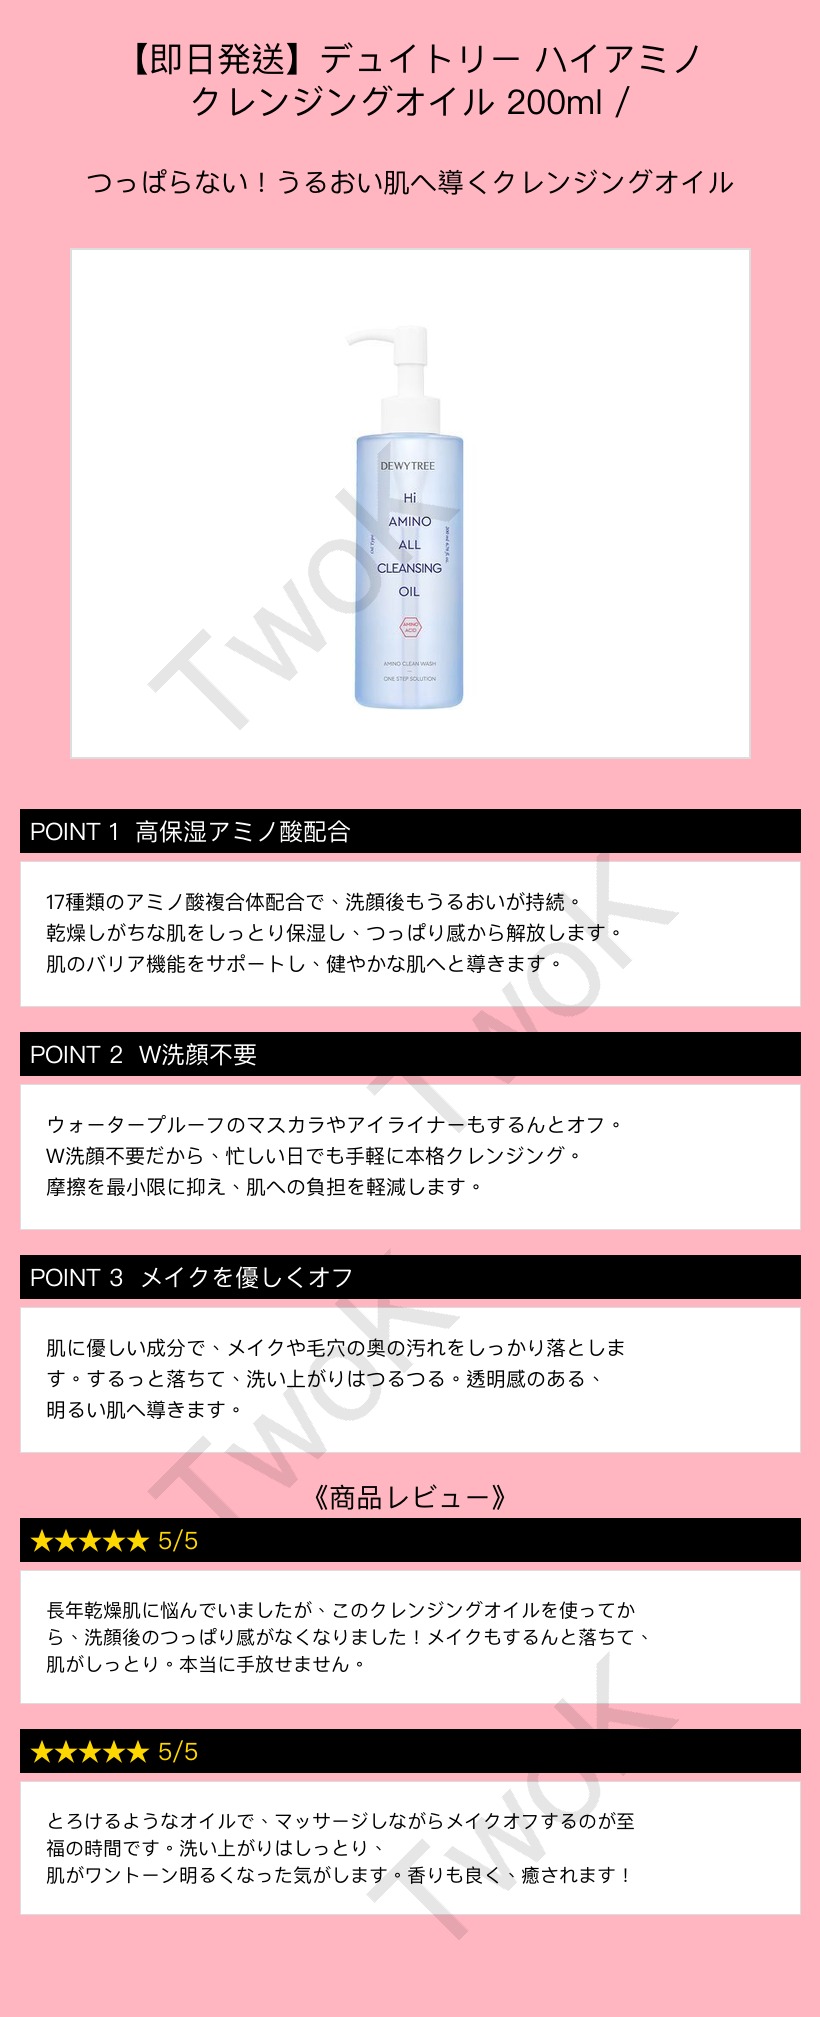 【即日発送】デュイトリー ハイアミノ
クレンジングオイル 200ml /
つっぱらない！うるおい肌へ導くクレンジングオイル
DEWYTREE
Hi
AMINO
ALL
CLEANSING
OIL
Oil Type
200 ml 6.76 fl. oz.
AMINO
ACID
AMINO CLEAN WASH
ONE STEP SOLUTION
Twok
POINT 1 高保湿アミノ酸配合
17種類のアミノ酸複合体配合で、洗顔後もうるおいが持続。
乾燥しがちな肌をしっとり保湿し、つっぱり感から解放します。
肌のバリア機能をサポートし、健やかな肌へと導きます。
Twok
POINT 2 W洗顔不要
ウォータープルーフのマスカラやアイライナーもするんとオフ。
W洗顔不要だから、忙しい日でも手軽に本格クレンジング。
摩擦を最小限に抑え、肌への負担を軽減します。
POINT 3 メイクを優しくオフ
肌に優しい成分で、メイクや毛穴の奥の汚れをしっかり落としま
す。するっと落ちて、洗い上がりはつるつる。透明感のある、
明るい肌へ導きます。
Twok
《商品レビュー》
★★★★★ 5/5
長年乾燥肌に悩んでいましたが、このクレンジングオイルを使ってか
ら、洗顔後のつっぱり感がなくなりました！メイクもするんと落ちて、
肌がしっとり。本当に手放せません。
★★★★★ 5/5
とろけるようなオイルで、マッサージしながらメイクオフするのが至
福の時間です。洗い上がりはしっとり、
肌がワントーン明るくなった気がします。香りも良く、癒されます！
Twok